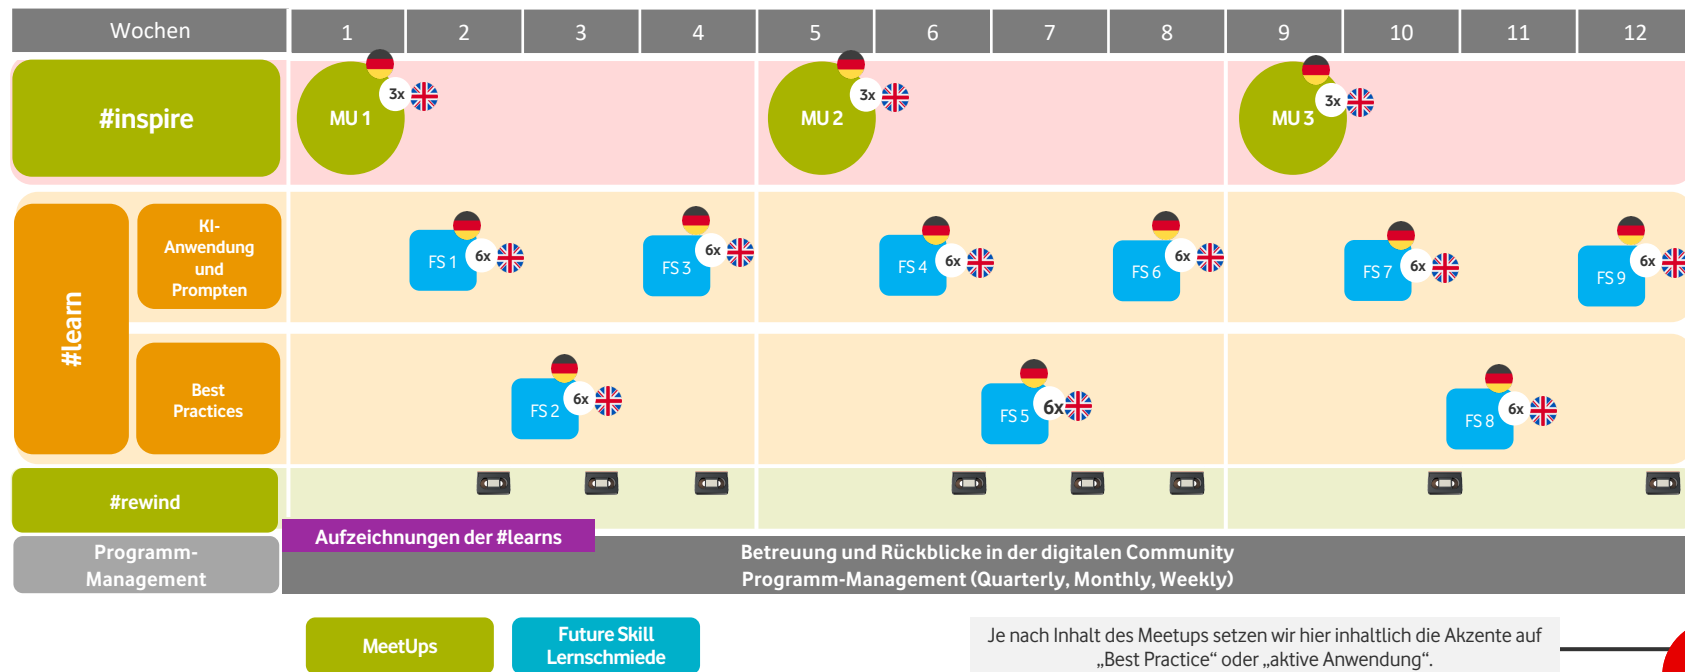 Wochen 1 2 3 4 5 6 7 8 9 10 11 12
#inspire
MU 1
3x
MU 2
3x
MU 3
3x
#learn
KI-
Anwendung
und
Prompten
FS 1
6x
FS 3
6x
FS 4
6x
FS 6
6x
FS 7
6x
FS 9
6x
Best
Practices
FS 2
6x
FS 5
6x
FS 8
6x
#rewind
Aufzeichnungen der #learns
Programm-
Management
Betreuung und Rückblicke in der digitalen Community
Programm-Management (Quarterly, Monthly, Weekly)
MeetUps
Future Skill
Lernschmiede
Je nach Inhalt des Meetups setzen wir hier inhaltlich die Akzente auf
„Best Practice“ oder „aktive Anwendung“.